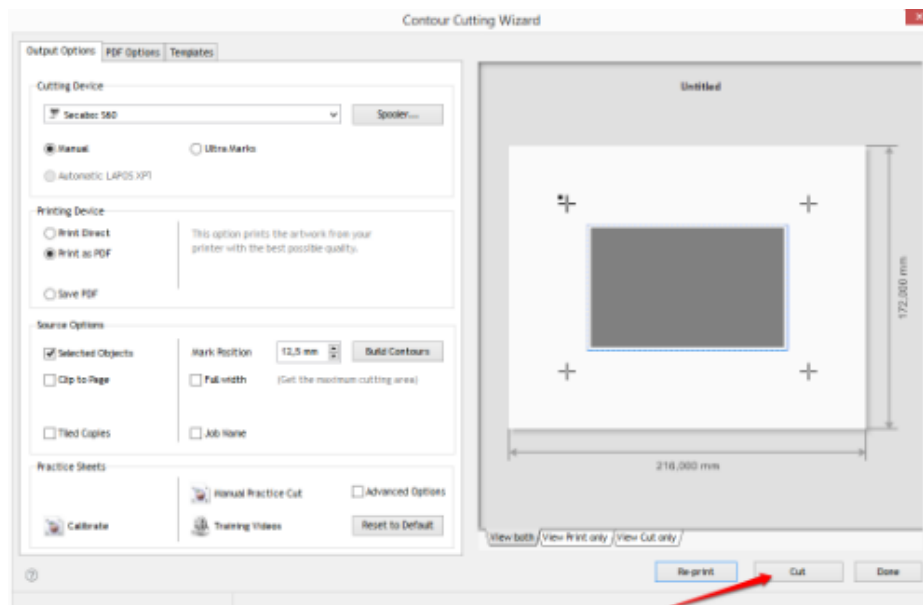 Contour Cutting Wizard
Output Options PDF Options Templates
Cutting Device
Secabo: S60
Spooler....
Manual
Ultra Marks
Automatic LAPOS XPT
Printing Device
Print Direct
Print as PDF
Save PDF
This option prints the artwork from your
printer with the best possible quality.
Source Options
Selected Objects
Mark Position 12,5 mm Build Contours
Clip to Page
Full width (Get the maximum cutting area)
Tiled Copies
Job Name
Practice Sheets
Manual Practice Cut
Advanced Options
Calibrate
Training Videos
Reset to Default
Untitled
172,000 mm
216,000 mm
View both View Print only View Cut only
Re-print Cut Done